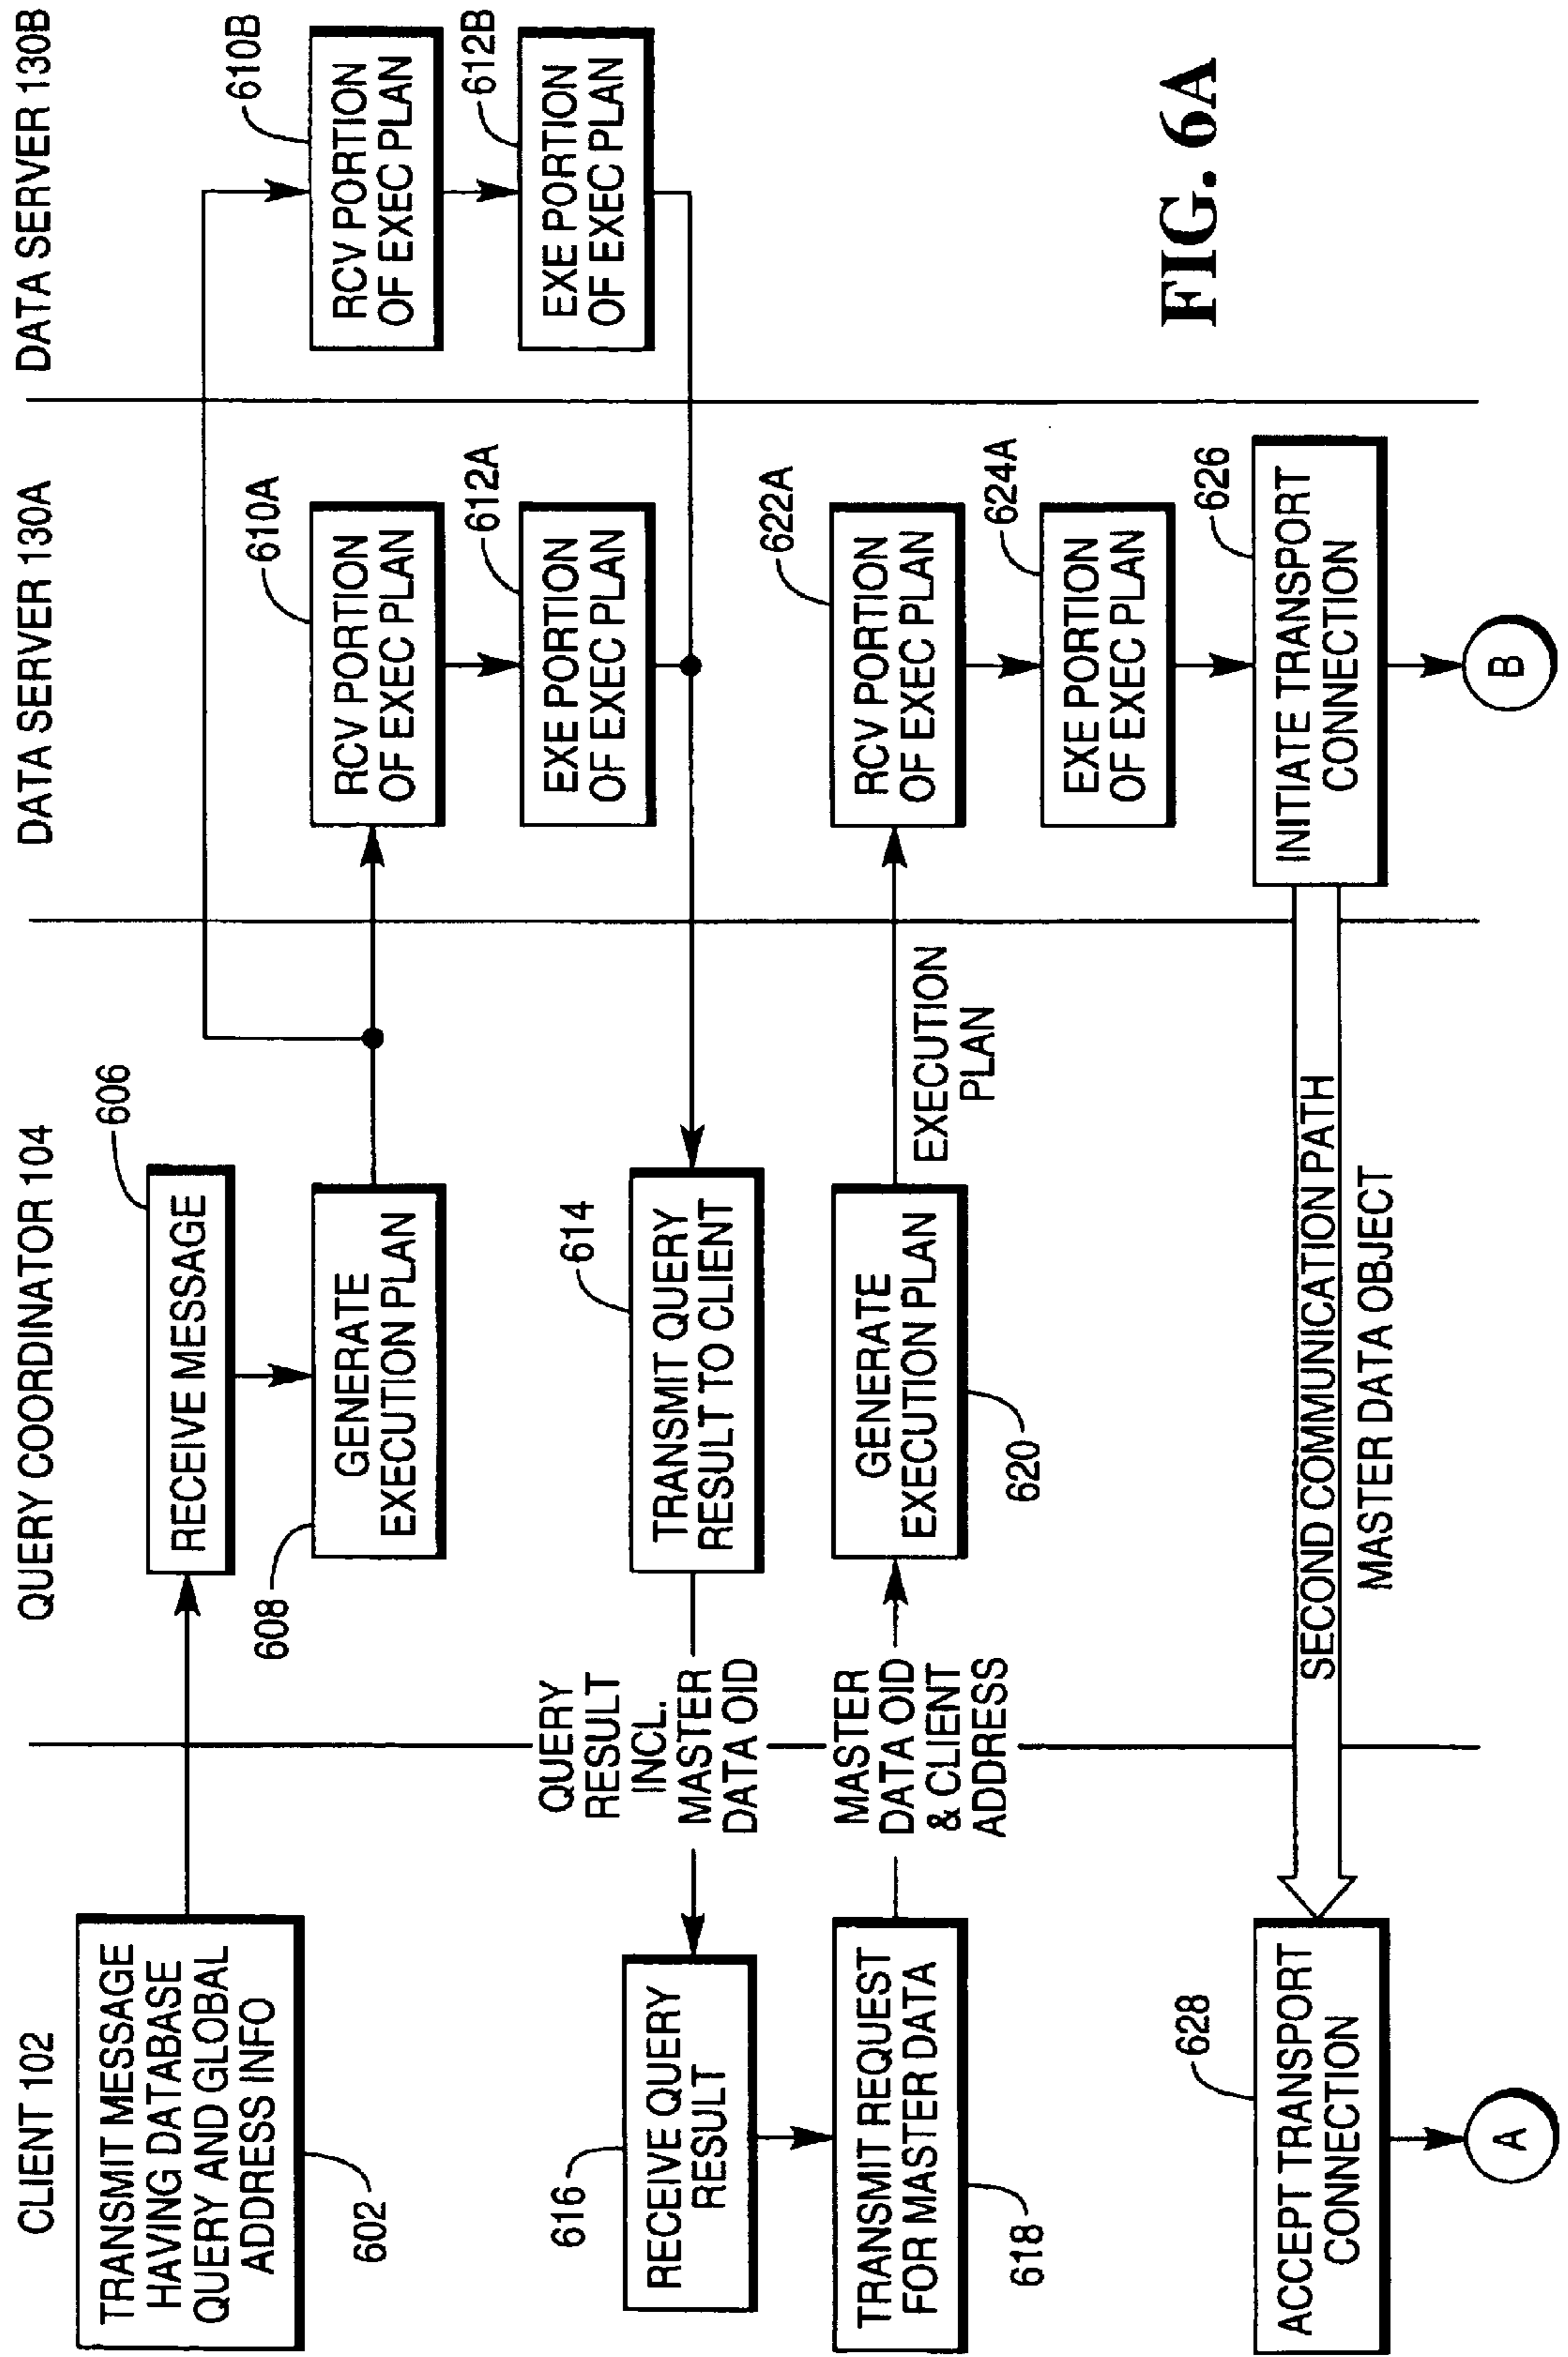 CLIENT 102
QUERY COORDINATOR 104
DATA SERVER 130A
DATA SERVER 130B
TRANSMIT MESSAGE
HAVING DATABASE
QUERY AND GLOBAL
ADDRESS INFO
602
606
RECEIVE MESSAGE
608
GENERATE
EXECUTION PLAN
610A
RCV PORTION
OF EXEC PLAN
610B
RCV PORTION
OF EXEC PLAN
612A
EXE PORTION
OF EXEC PLAN
612B
EXE PORTION
OF EXEC PLAN
614
TRANSMIT QUERY
RESULT TO CLIENT
QUERY
RESULT
INCL.
MASTER
DATA OID
616
RECEIVE QUERY
RESULT
TRANSMIT REQUEST
FOR MASTER DATA
618
MASTER
DATA OID
& CLIENT
ADDRESS
GENERATE
EXECUTION PLAN
620
EXECUTION
PLAN
622A
RCV PORTION
OF EXEC PLAN
624A
EXE PORTION
OF EXEC PLAN
626
INITIATE TRANSPORT
CONNECTION
SECOND COMMUNICATION PATH
MASTER DATA OBJECT
628
ACCEPT TRANSPORT
CONNECTION
A
B
FIG. 6A